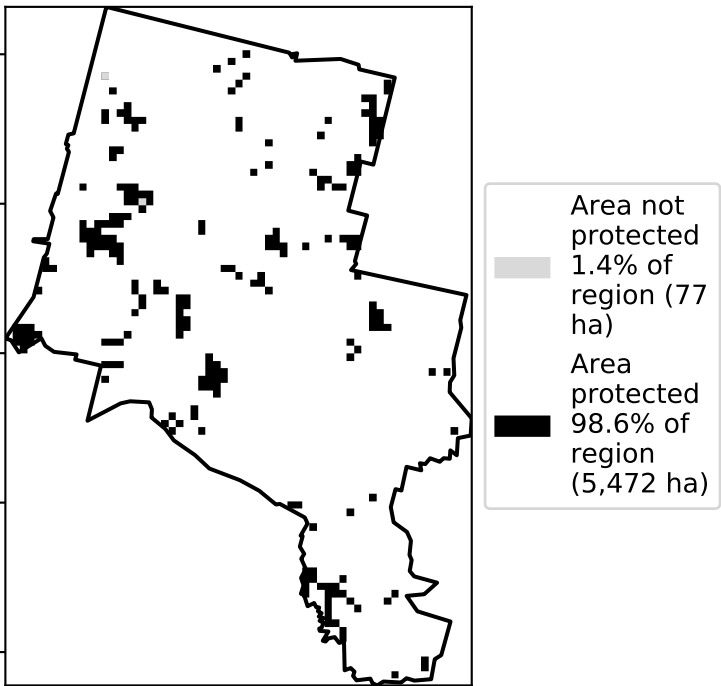 Area not
protected
1.4% of
region (77
ha)
Area
protected
98.6% of
region
(5,472 ha)